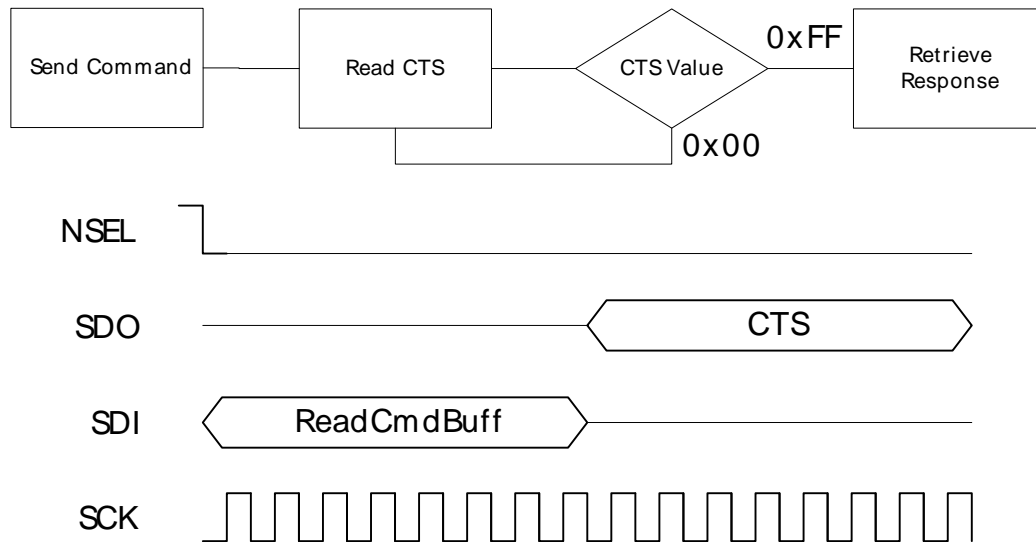 Send Command
Read CTS
CTS Value
0xFF
Retrieve
Response
0x00
NSEL
SDO
CTS
SDI
ReadCmdBuff
SCK